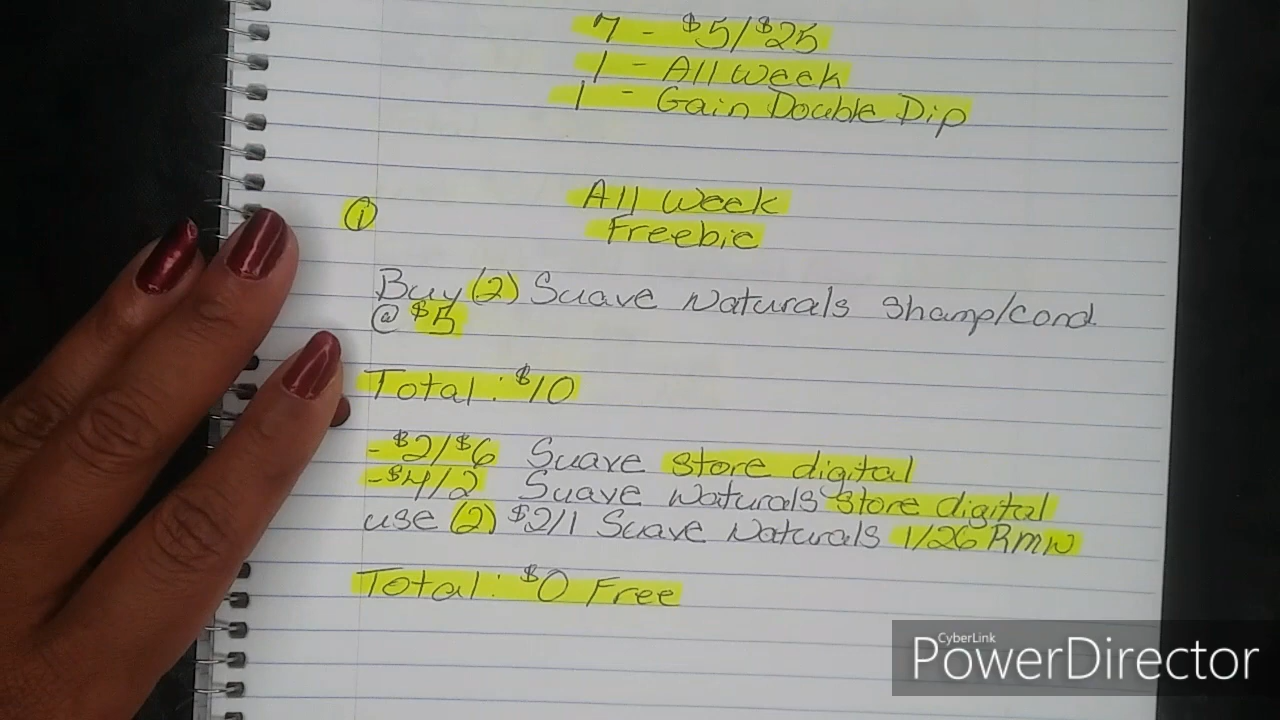 7 - $5/$25
1 - All Week
1 - Gain Double Dip
1 All Week
Freebie
Buy (2) Suave Naturals Shamp/Cond
@ $5
Total: $10
-$2/$6 Suave Store digital
-$4/2 Suave Naturals Store digital
use (2) $2/1 Suave Naturals 1/26 RMN
Total: $0 Free
CyberLink
PowerDirector